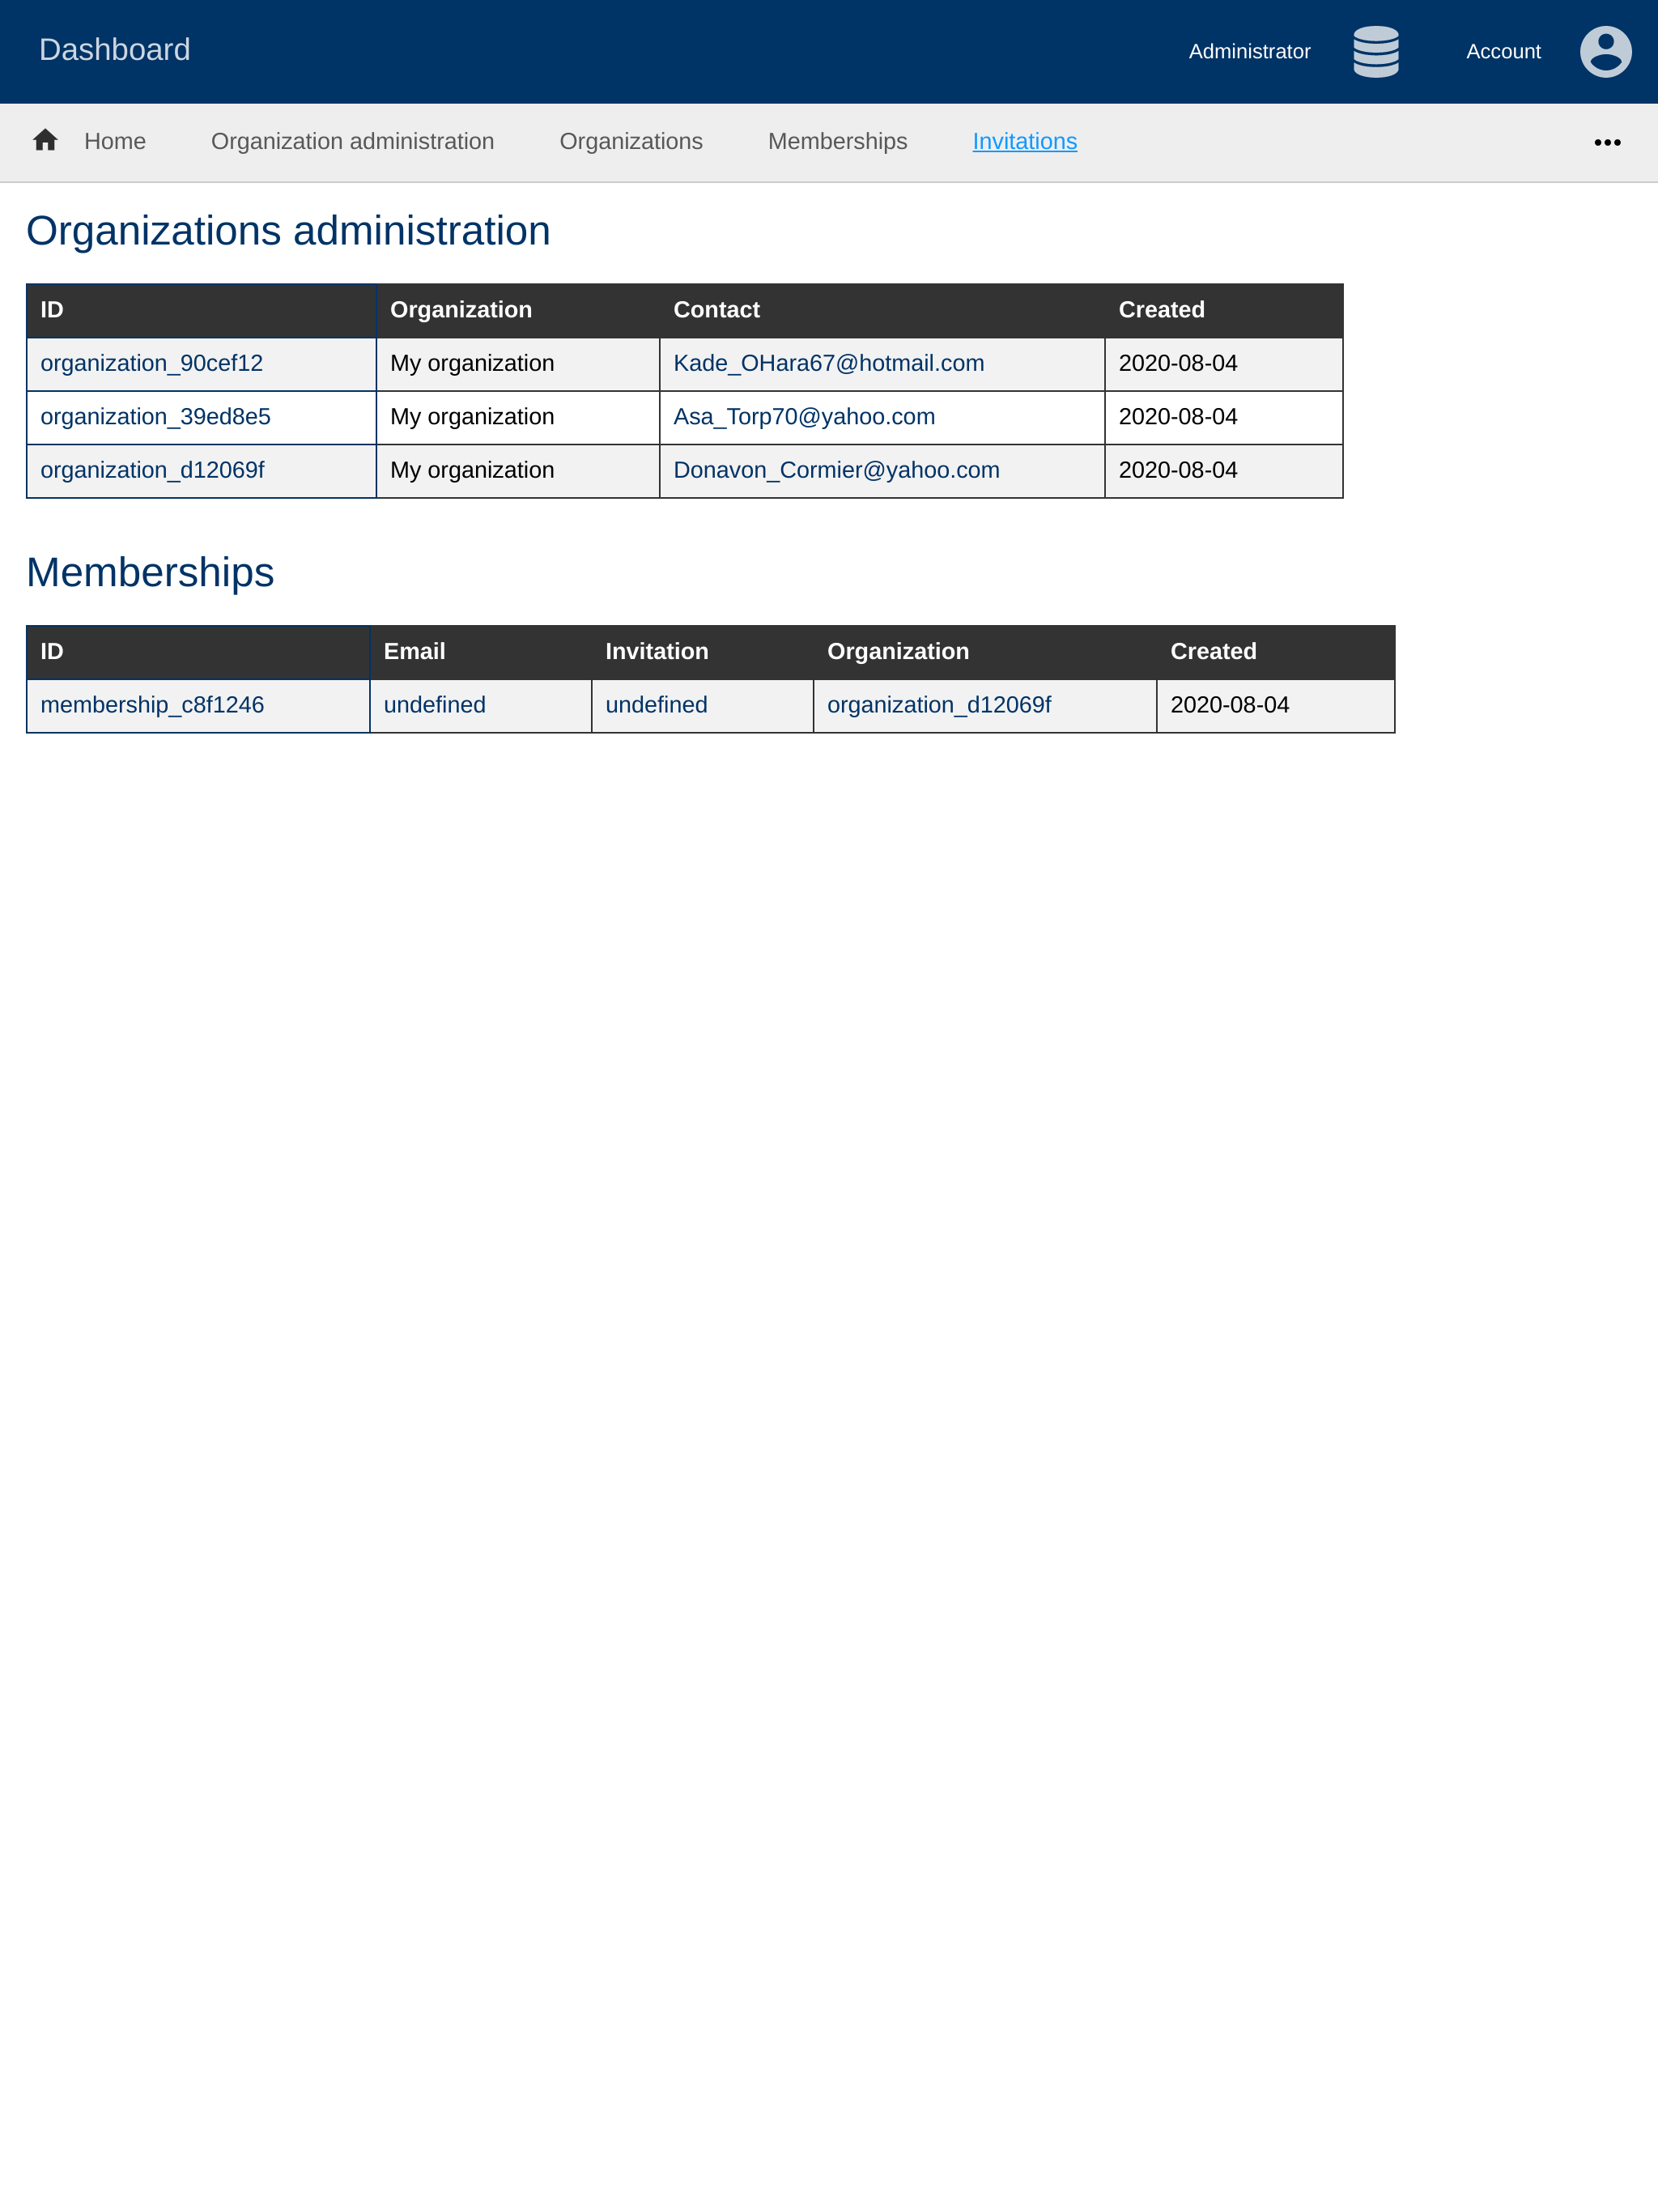 Dashboard Administrator Account
Home Organization administration Organizations Memberships Invitations
Organizations administration
ID Organization Contact Created
organization_90cef12 My organization Kade_OHara67@hotmail.com 2020-08-04
organization_39ed8e5 My organization Asa_Torp70@yahoo.com 2020-08-04
organization_d12069f My organization Donavon_Cormier@yahoo.com 2020-08-04
Memberships
ID Email Invitation Organization Created
membership_c8f1246 undefined undefined organization_d12069f 2020-08-04